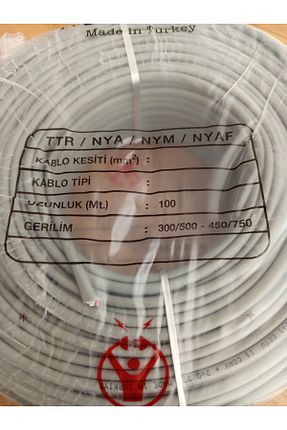 Made in Turkey
TTR / NYA / NYM / NYAF
KABLO KESİTİ (mm²) :
KABLO TİPİ :
UZUNLUK (Mt.) : 100
GERİLİM : 300/500 - 450/750